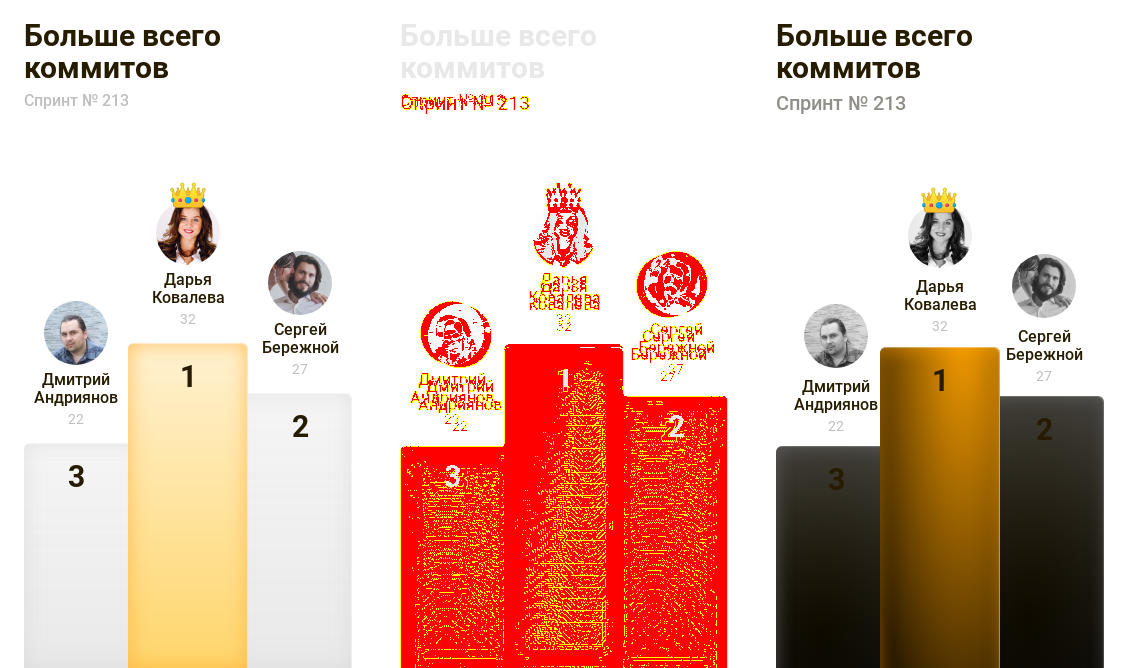 Больше всего
коммитов
Спринт № 213
Дарья
Ковалева
32
Сергей
Бережной
27
Дмитрий
Андриянов
22
1
2
3
Больше всего
коммитов
Спринт № 213
Дарья
Ковалева
32
Сергей
Бережной
27
Дмитрий
Андриянов
22
1
2
3
Больше всего
коммитов
Спринт № 213
Дарья
Ковалева
32
Сергей
Бережной
27
Дмитрий
Андриянов
22
1
2
3